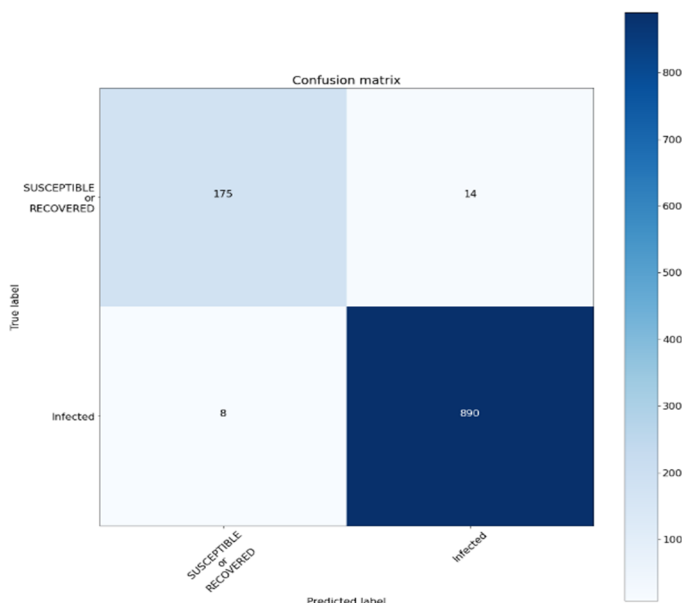 Confusion matrix
800
700
600
500
400
300
200
100
True label
SUSCEPTIBLE
or
RECOVERED
175
14
Infected
8
890
SUSCEPTIBLE
or
RECOVERED
Infected
Predicted label